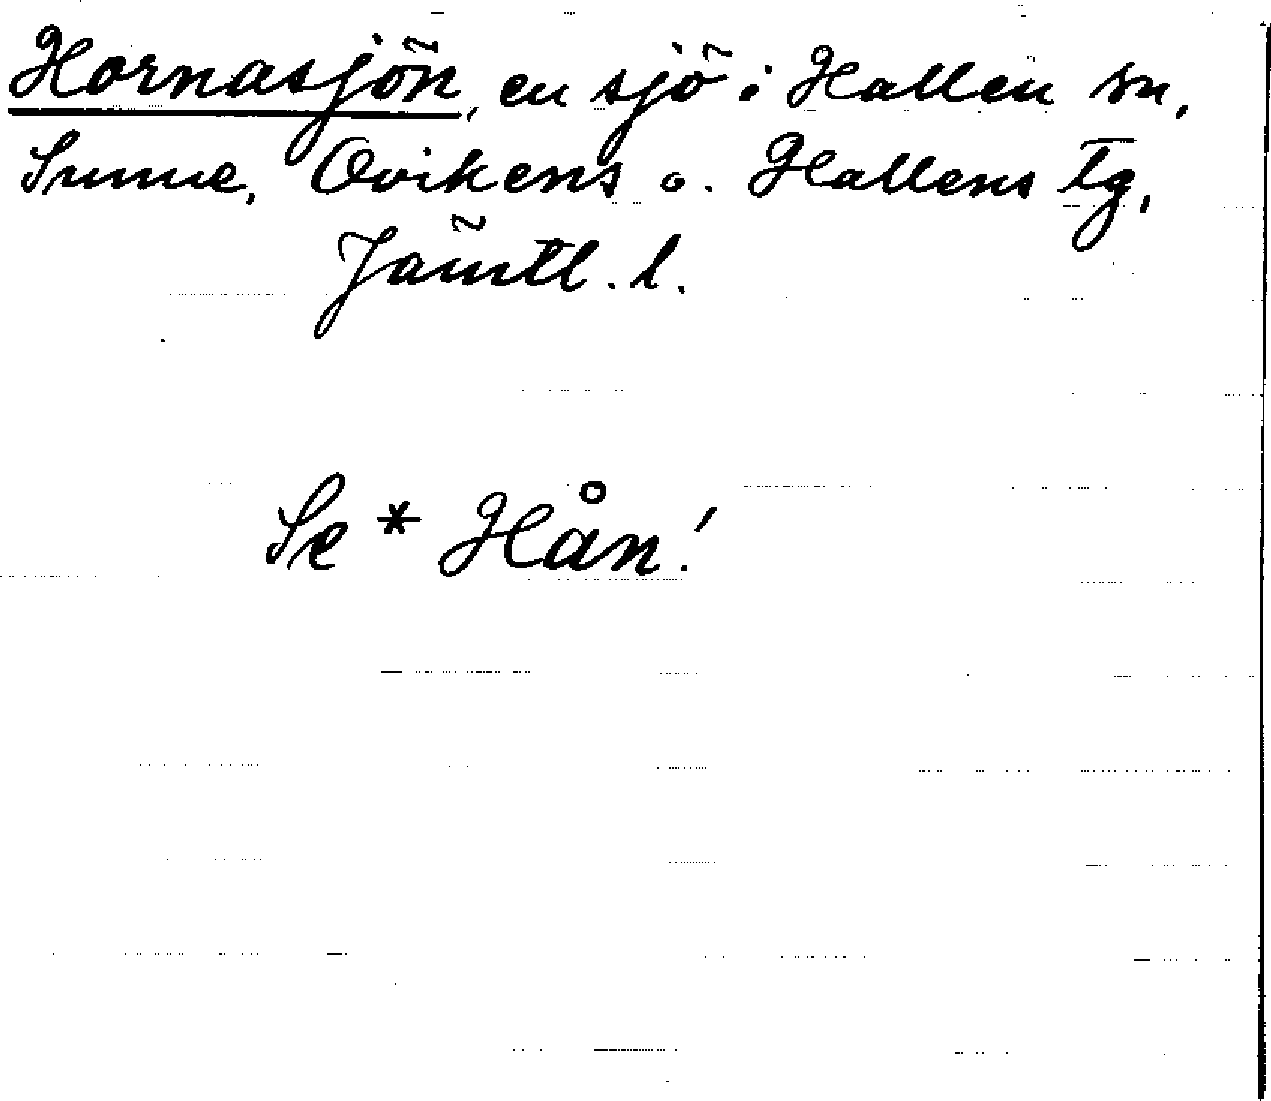 Hornasjön, en sjö i Hallen sn,
Sunne, Ovikens o. Hallens tg,
Jämtl. l.
Se * Hån!